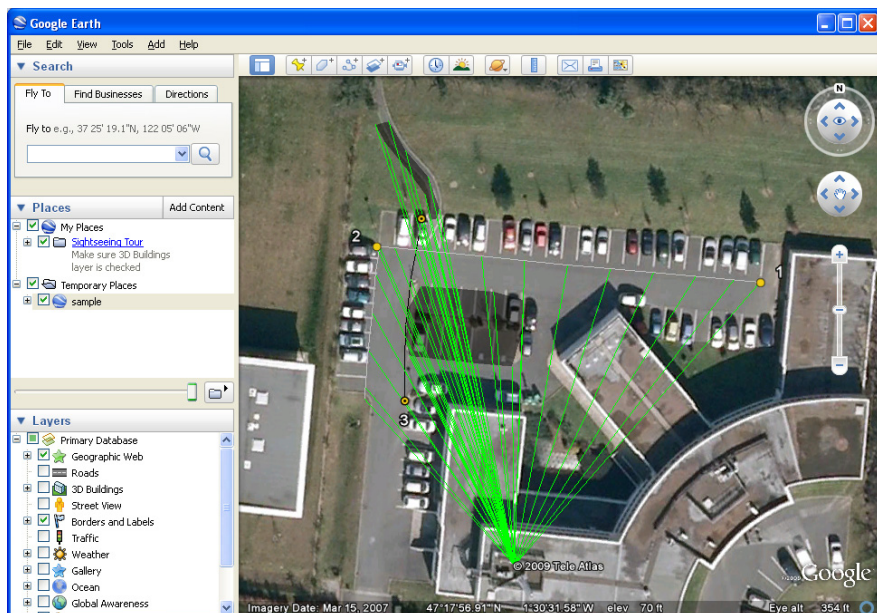 Google Earth
File Edit View Tools Add Help
Search
Fly To Find Businesses Directions
Fly to e.g., 37 25' 19.1"N, 122 05' 06"W
Places Add Content
My Places
Sightseeing Tour
Make sure 3D Buildings
layer is checked
Temporary Places
sample
Layers
Primary Database
Geographic Web
Roads
3D Buildings
Street View
Borders and Labels
Traffic
Weather
Gallery
Ocean
Global Awareness
N
2
1
3
© 2009 Tele Atlas
Google
Imagery Date: Mar 15, 2007 47°17'56.91" N 1°30'31.58" W elev 70 ft Eye alt 354 ft